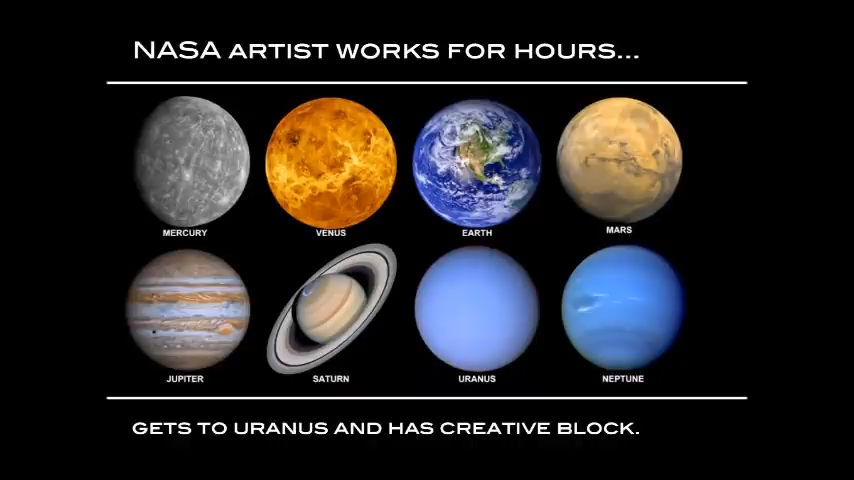 NASA ARTIST WORKS FOR HOURS...
MERCURY VENUS EARTH MARS
JUPITER SATURN URANUS NEPTUNE
GETS TO URANUS AND HAS CREATIVE BLOCK.